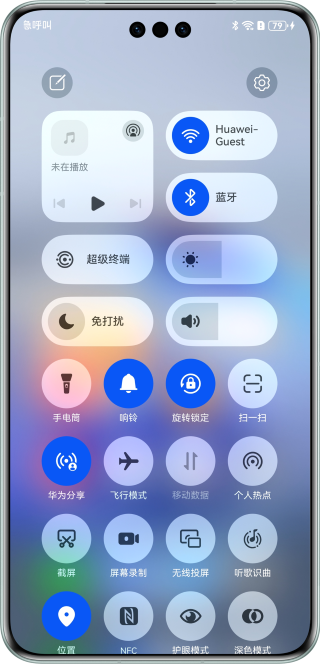 急呼叫
79
未在播放
Huawei-
Guest
蓝牙
超级终端
免打扰
手电筒
响铃
旋转锁定
扫一扫
华为分享
飞行模式
移动数据
个人热点
截屏
屏幕录制
无线投屏
听歌识曲
位置
NFC
护眼模式
深色模式